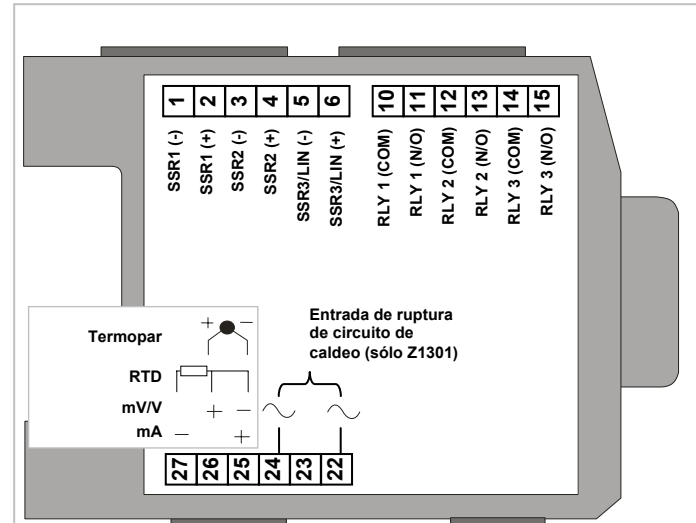 1 2 3 4 5 6 10 11 12 13 14 15
SSR1 (-)
SSR1 (+)
SSR2 (-)
SSR2 (+)
SSR3/LIN (-)
SSR3/LIN (+)
RLY 1 (COM)
RLY 1 (N/O)
RLY 2 (COM)
RLY 2 (N/O)
RLY 3 (COM)
RLY 3 (N/O)
Entrada de ruptura
de circuito de
caldeo (sólo Z1301)
Termopar + −
RTD
mV/V + −
mA − +
27 26 25 24 23 22